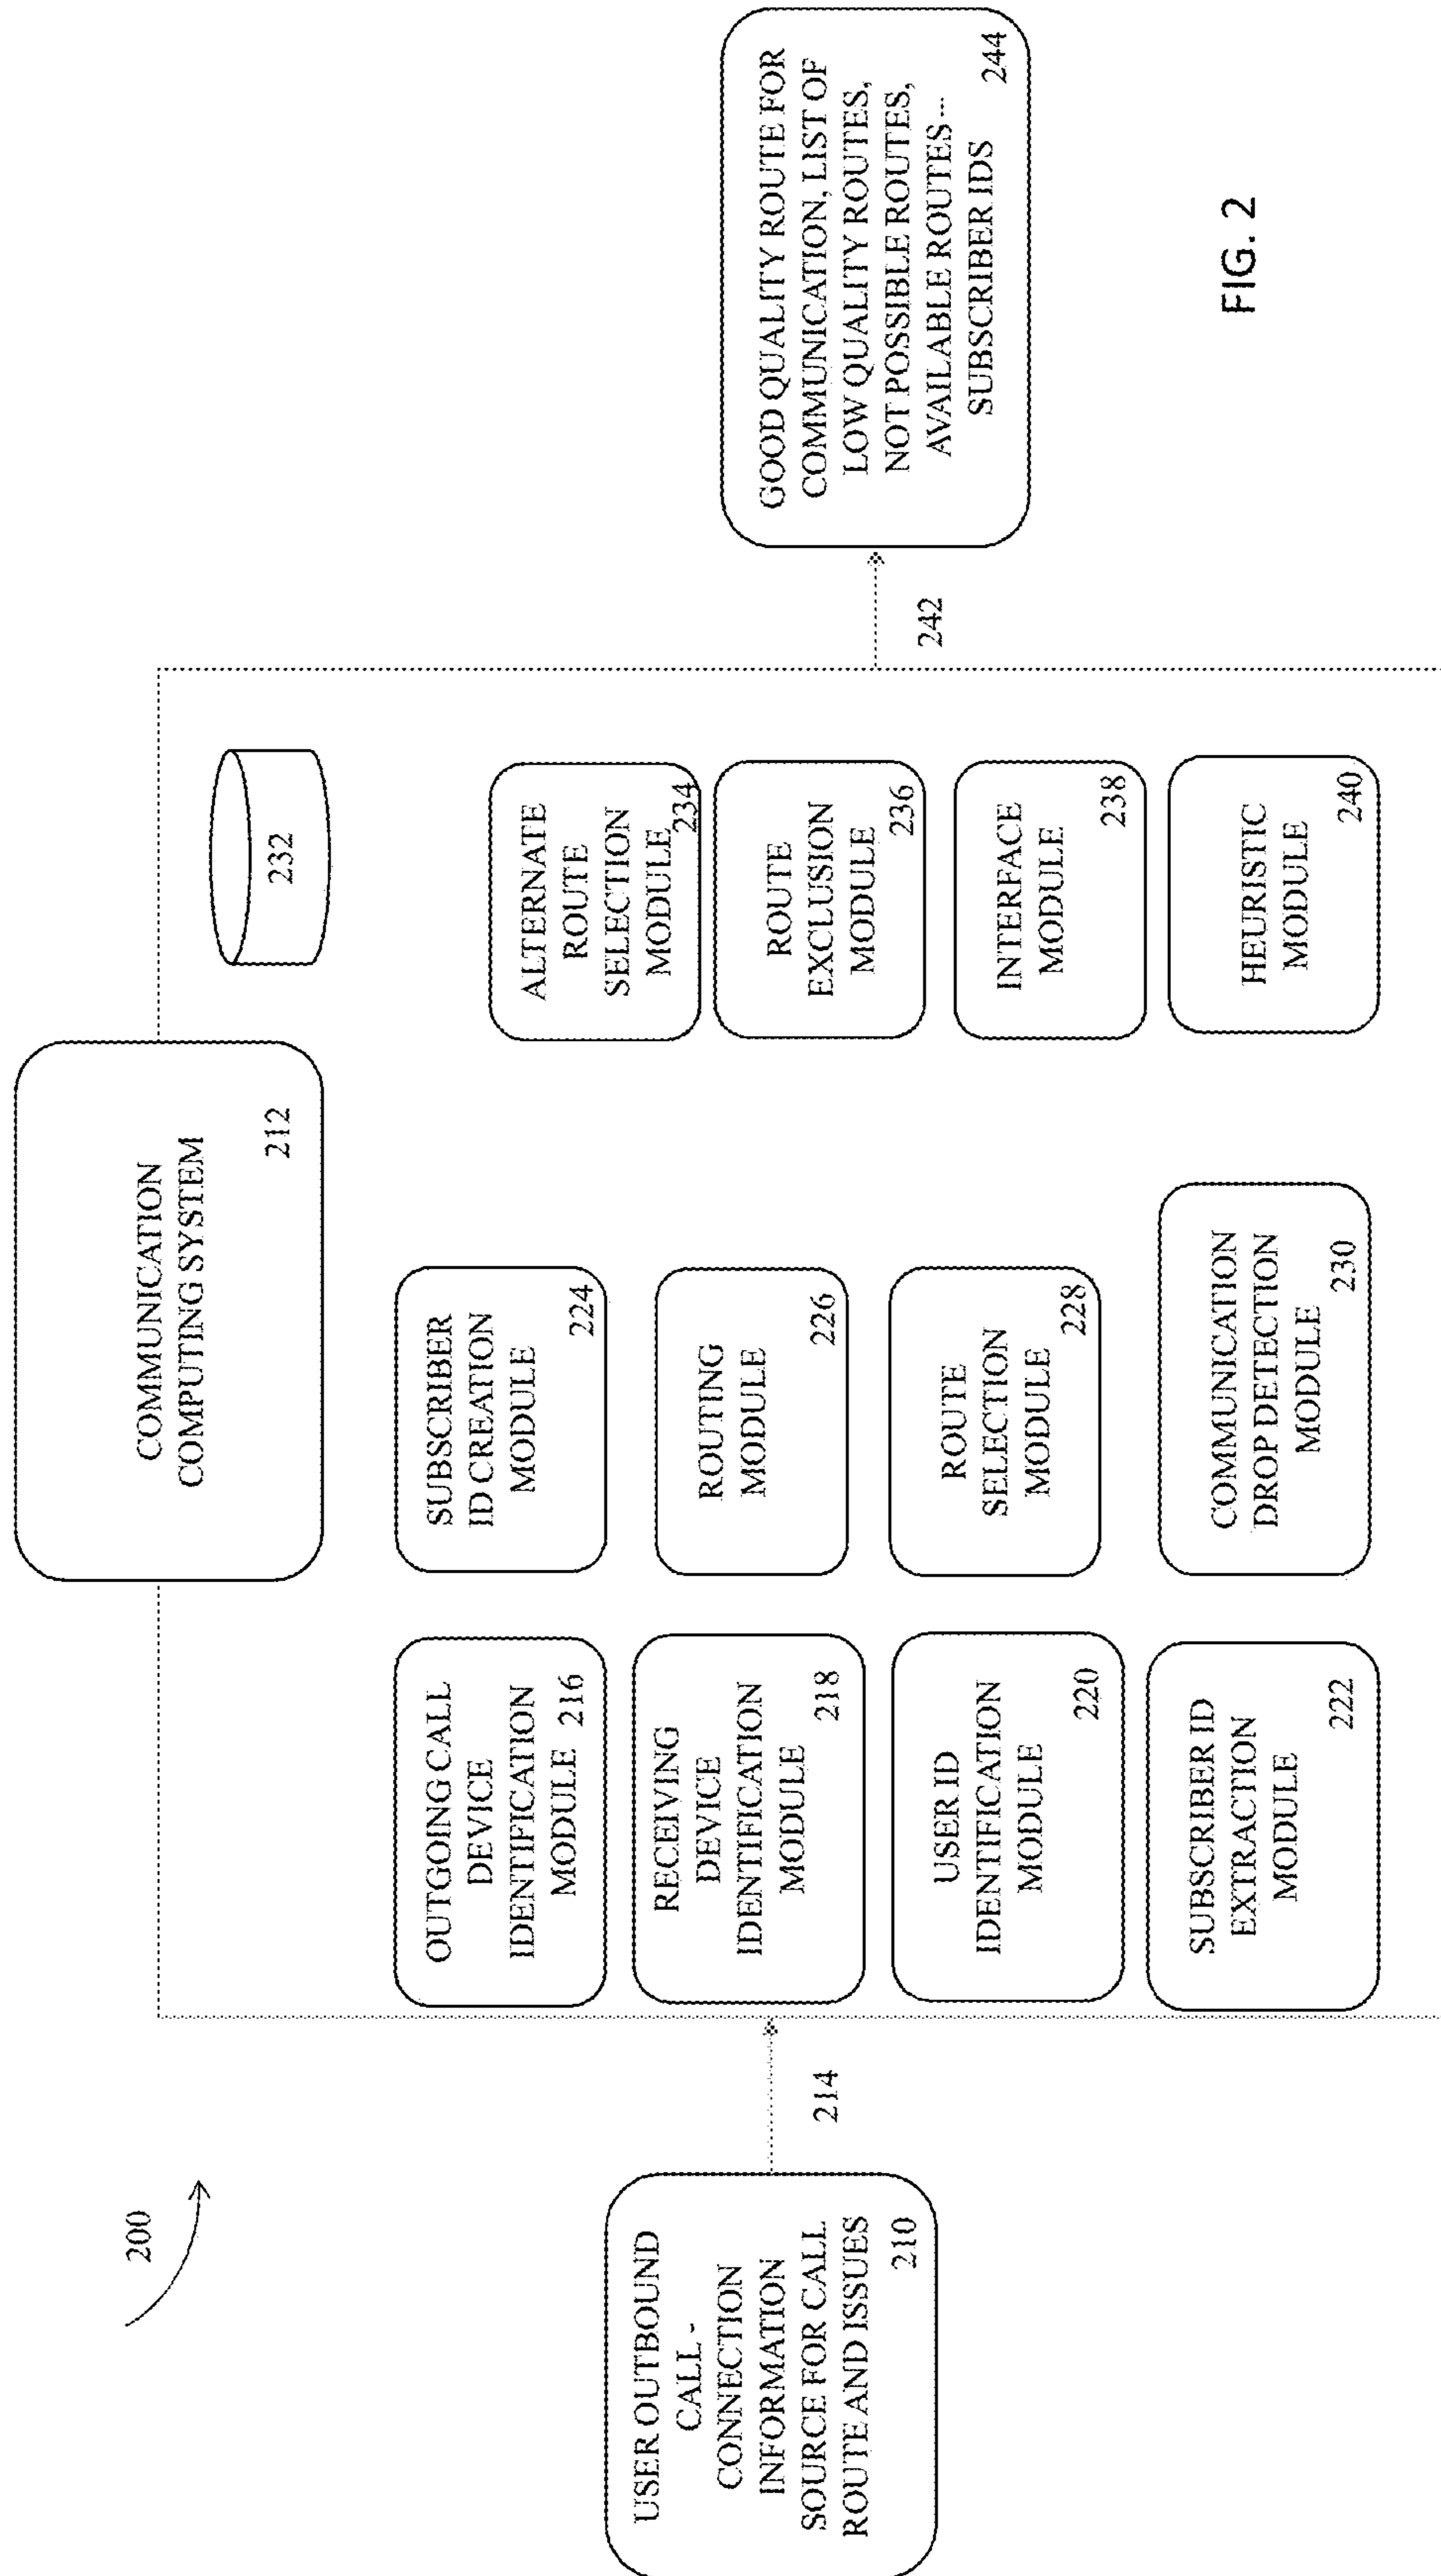 200
USER OUTBOUND
CALL -
CONNECTION
INFORMATION
SOURCE FOR CALL
ROUTE AND ISSUES
210
214
COMMUNICATION
COMPUTING SYSTEM
212
OUTGOING CALL
DEVICE
IDENTIFICATION
MODULE 216
RECEIVING
DEVICE
IDENTIFICATION
MODULE
218
USER ID
IDENTIFICATION
MODULE
220
SUBSCRIBER ID
EXTRACTION
MODULE
222
SUBSCRIBER
ID CREATION
MODULE
224
ROUTING
MODULE
226
ROUTE
SELECTION
MODULE
228
COMMUNICATION
DROP DETECTION
MODULE
230
232
ALTERNATE
ROUTE
SELECTION
MODULE
234
ROUTE
EXCLUSION
MODULE
236
INTERFACE
MODULE
238
HEURISTIC
MODULE
240
242
GOOD QUALITY ROUTE FOR
COMMUNICATION, LIST OF
LOW QUALITY ROUTES,
NOT POSSIBLE ROUTES,
AVAILABLE ROUTES---
SUBSCRIBER IDS
244
FIG. 2